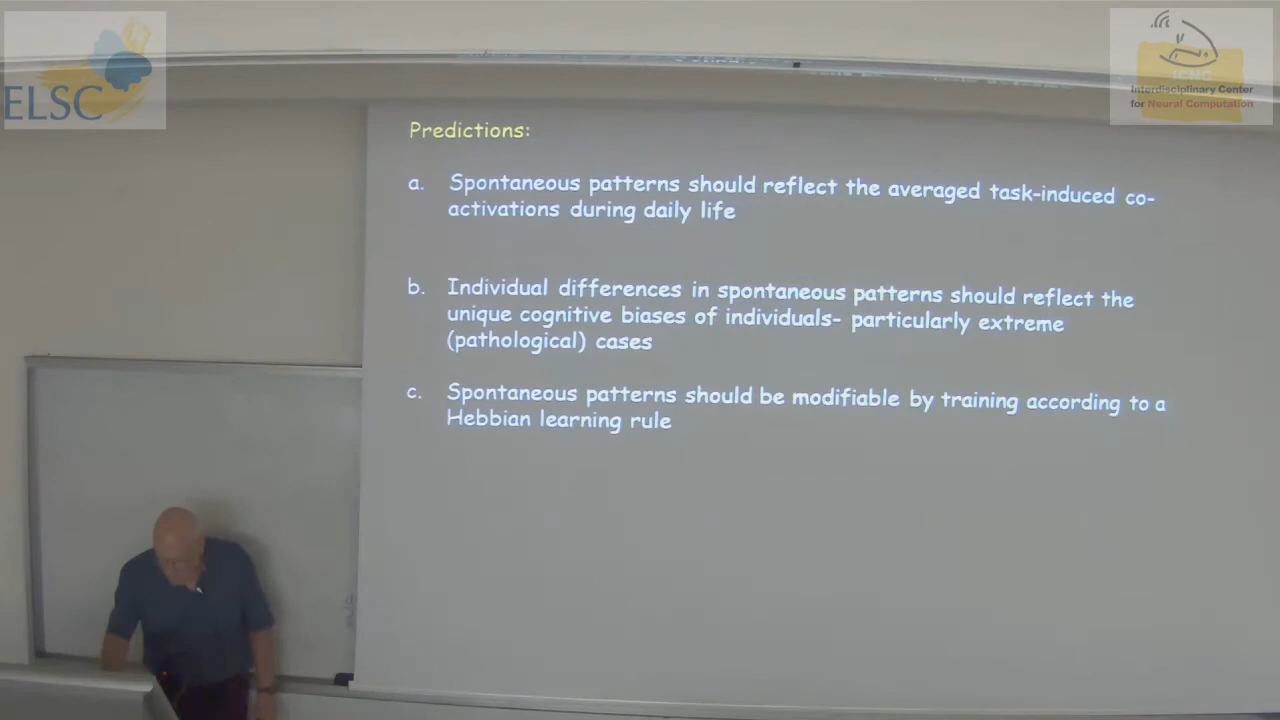 ELSC
ICNC
Interdisciplinary Center
for Neural Computation
Predictions:
a. Spontaneous patterns should reflect the averaged task-induced co-
activations during daily life
b. Individual differences in spontaneous patterns should reflect the
unique cognitive biases of individuals- particularly extreme
(pathological) cases
c. Spontaneous patterns should be modifiable by training according to a
Hebbian learning rule